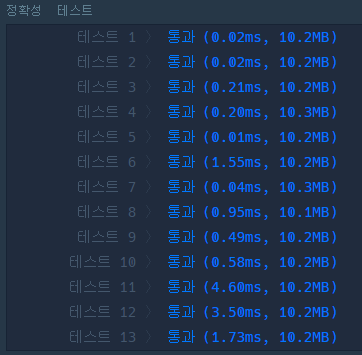 정확성 테스트
테스트 1 〉 통과 (0.02ms, 10.2MB)
테스트 2 〉 통과 (0.02ms, 10.2MB)
테스트 3 〉 통과 (0.21ms, 10.2MB)
테스트 4 〉 통과 (0.20ms, 10.3MB)
테스트 5 〉 통과 (0.01ms, 10.2MB)
테스트 6 〉 통과 (1.55ms, 10.2MB)
테스트 7 〉 통과 (0.04ms, 10.3MB)
테스트 8 〉 통과 (0.95ms, 10.1MB)
테스트 9 〉 통과 (0.49ms, 10.2MB)
테스트 10 〉 통과 (0.58ms, 10.2MB)
테스트 11 〉 통과 (4.60ms, 10.2MB)
테스트 12 〉 통과 (3.50ms, 10.2MB)
테스트 13 〉 통과 (1.73ms, 10.2MB)